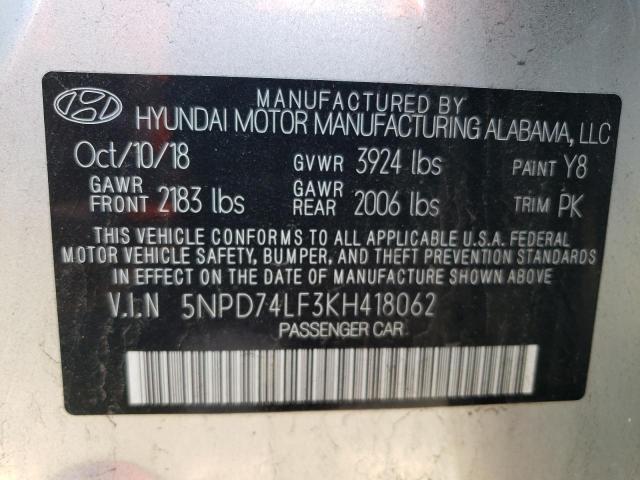 MANUFACTURED BY
HYUNDAI MOTOR MANUFACTURING ALABAMA, LLC
Oct/10/18 GVWR 3924 lbs PAINT Y8
GAWR FRONT 2183 lbs GAWR REAR 2006 lbs TRIM PK
THIS VEHICLE CONFORMS TO ALL APPLICABLE U.S.A. FEDERAL
MOTOR VEHICLE SAFETY, BUMPER, AND THEFT PREVENTION STANDARDS
IN EFFECT ON THE DATE OF MANUFACTURE SHOWN ABOVE.
V.I.N 5NPD74LF3KH418062
PASSENGER CAR